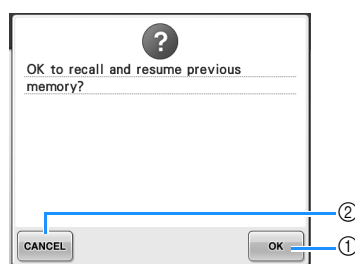 ?
OK to recall and resume previous
memory?
CANCEL
OK
②
①